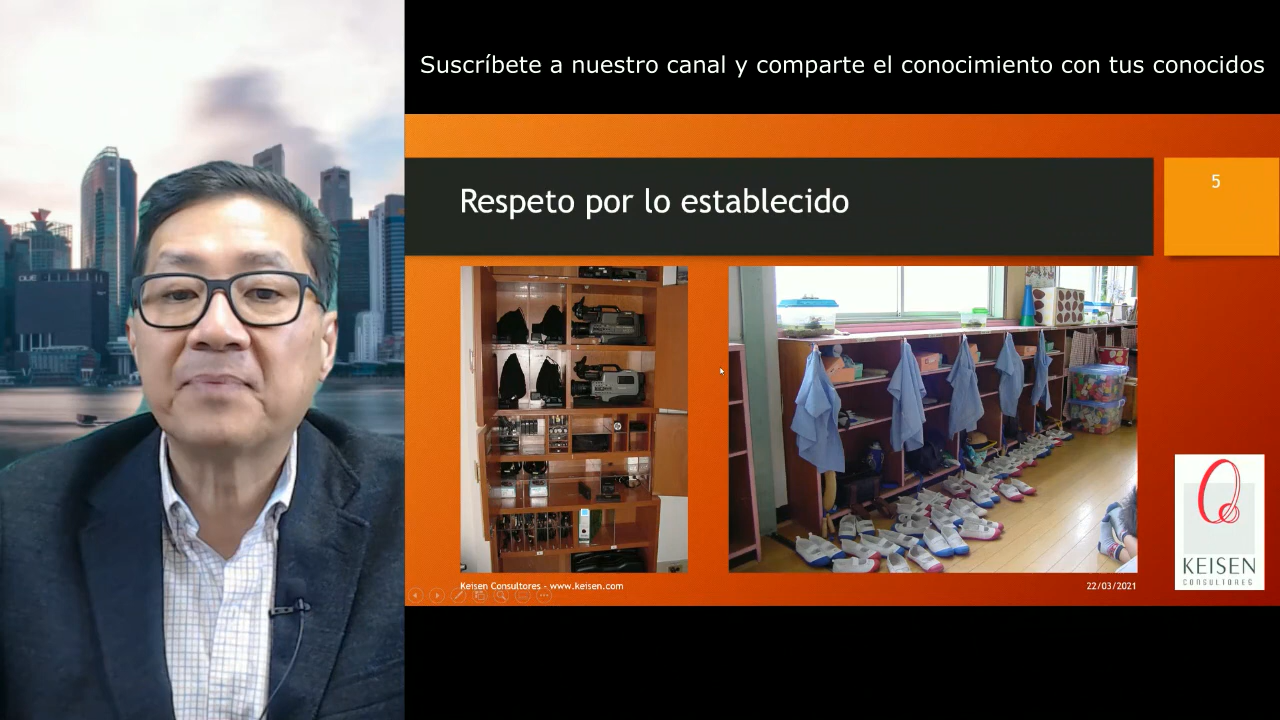 Suscríbete a nuestro canal y comparte el conocimiento con tus conocidos
Respeto por lo establecido
5
Keisen Consultores - www.keisen.com
22/03/2021
KEISEN
CONSULTORES